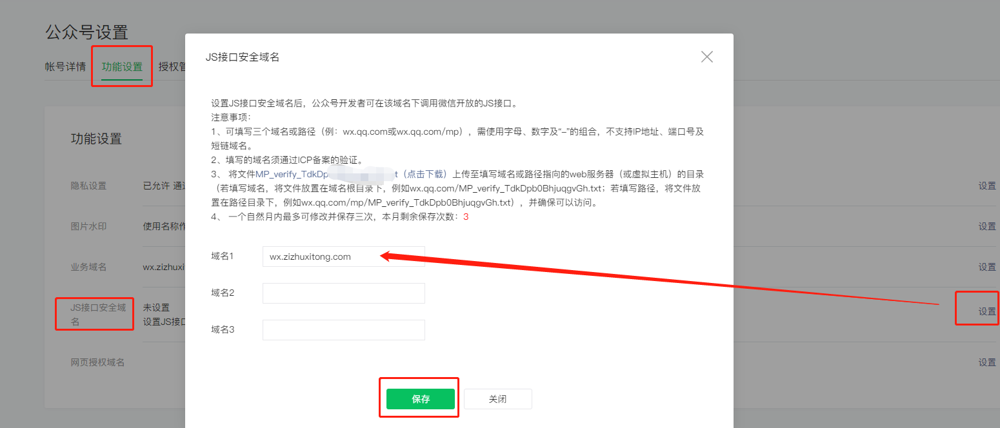 公众号设置
帐号详情 功能设置 授权管
功能设置
隐私设置 已允许 通过 设置
图片水印 使用名称作 设置
业务域名 wx.zizhuxi 设置
JS接口安全域名 未设置 设置JS接口 设置
网页授权域名 设置
JS接口安全域名
设置JS接口安全域名后，公众号开发者可在该域名下调用微信开放的JS接口。
注意事项：
1、可填写三个域名或路径（例：wx.qq.com或wx.qq.com/mp），需使用字母、数字及“-”的组合，不支持IP地址、端口号及
短链域名。
2、填写的域名须通过ICP备案的验证。
3、 将文件MP_verify_TdkDp t（点击下载）上传至填写域名或路径指向的web服务器（或虚拟主机）的目录
（若填写域名，将文件放置在域名根目录下，例如wx.qq.com/MP_verify_TdkDpb0BhjuqgvGh.txt；若填写路径，将文件放
置在路径目录下，例如wx.qq.com/mp/MP_verify_TdkDpb0BhjuqgvGh.txt），并确保可以访问。
4、 一个自然月内最多可修改并保存三次，本月剩余保存次数：3
域名1 wx.zizhuxitong.com
域名2
域名3
保存 关闭